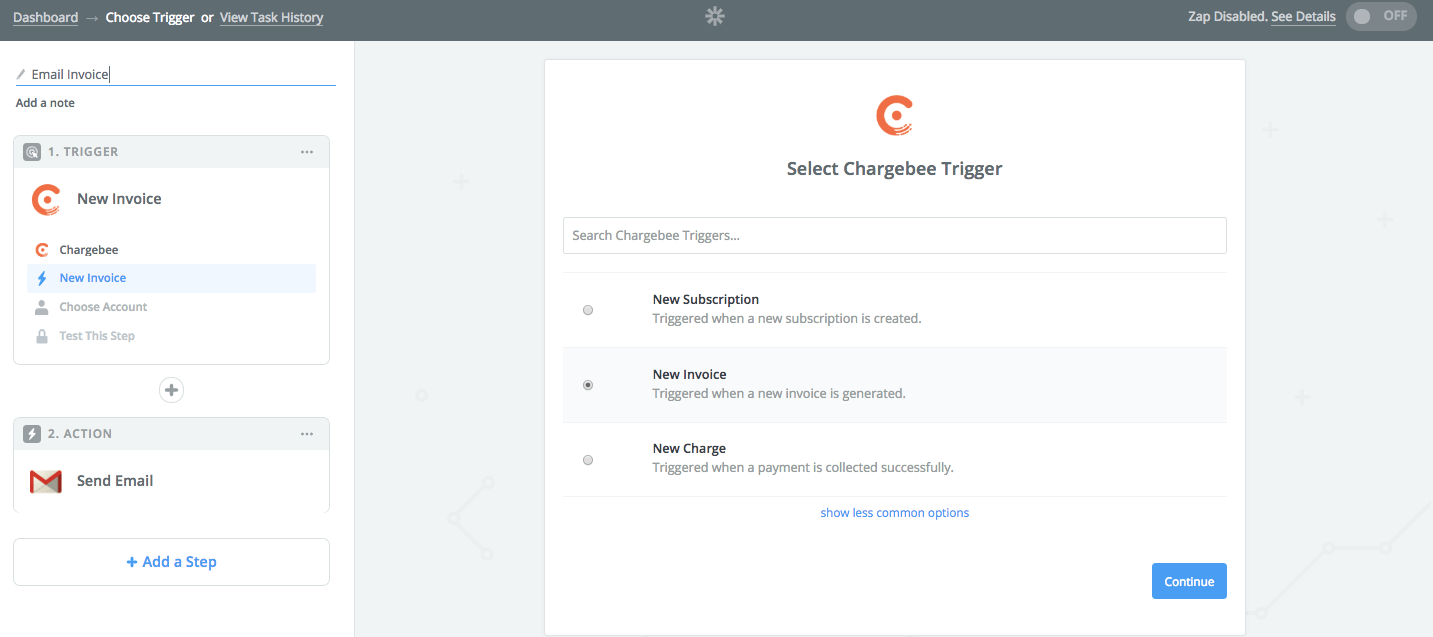 Dashboard → Choose Trigger or View Task History
Zap Disabled. See Details OFF
Email Invoice
Add a note
1. TRIGGER
New Invoice
Chargebee
New Invoice
Choose Account
Test This Step
2. ACTION
Send Email
+ Add a Step
Select Chargebee Trigger
Search Chargebee Triggers...
New Subscription
Triggered when a new subscription is created.
New Invoice
Triggered when a new invoice is generated.
New Charge
Triggered when a payment is collected successfully.
show less common options
Continue